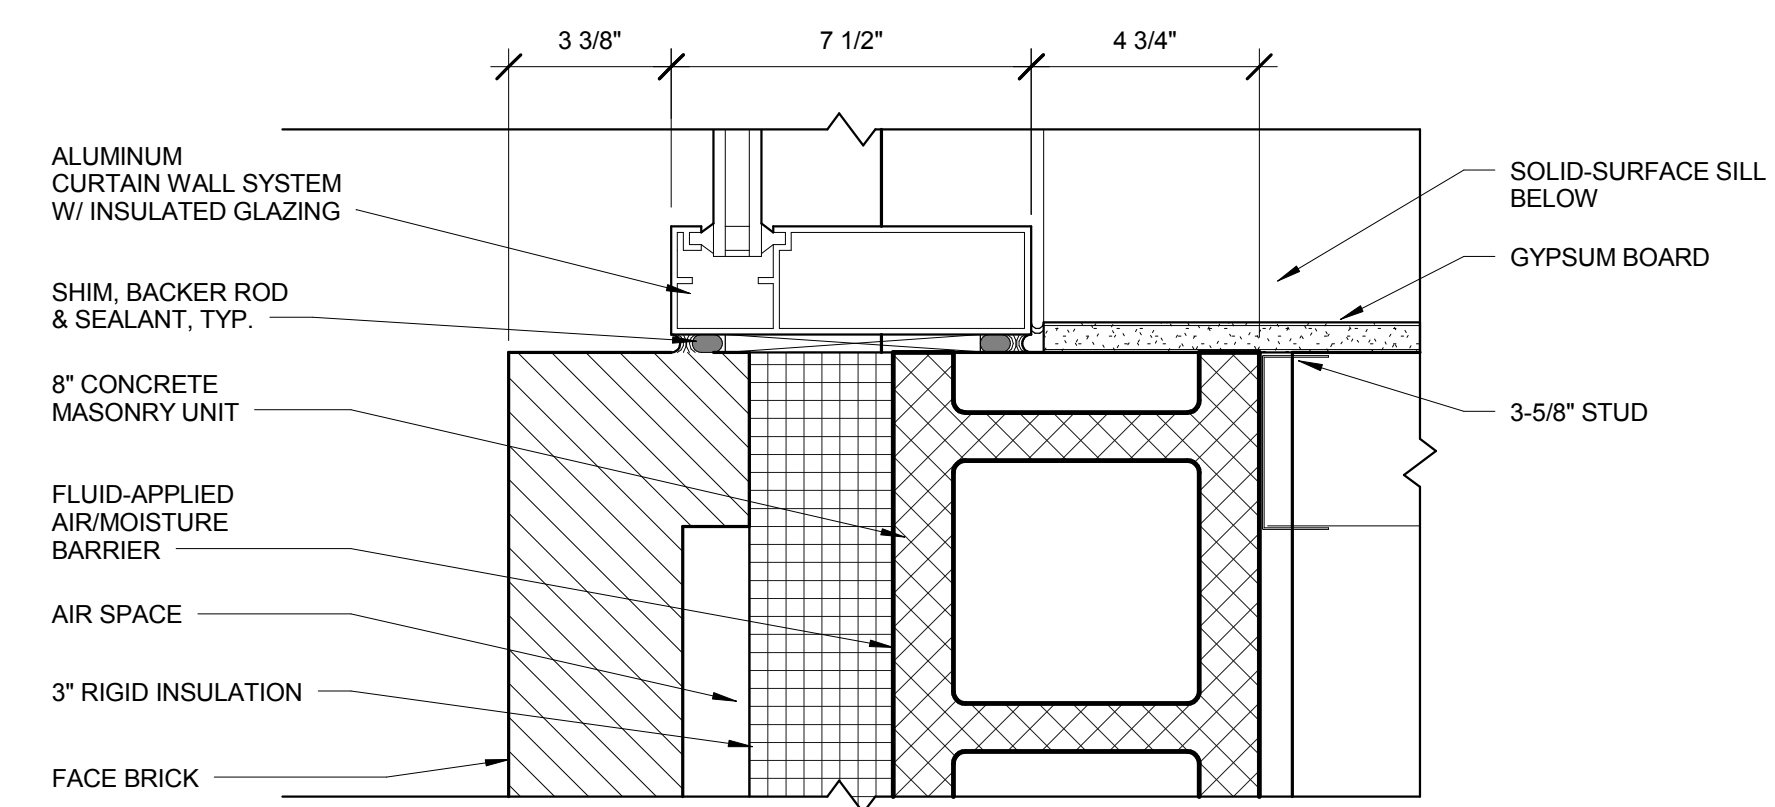 3 3/8"
7 1/2"
4 3/4"
ALUMINUM
CURTAIN WALL SYSTEM
W/ INSULATED GLAZING
SHIM, BACKER ROD
& SEALANT, TYP.
8" CONCRETE
MASONRY UNIT
FLUID-APPLIED
AIR/MOISTURE
BARRIER
AIR SPACE
3" RIGID INSULATION
FACE BRICK
SOLID-SURFACE SILL
BELOW
GYPSUM BOARD
3-5/8" STUD